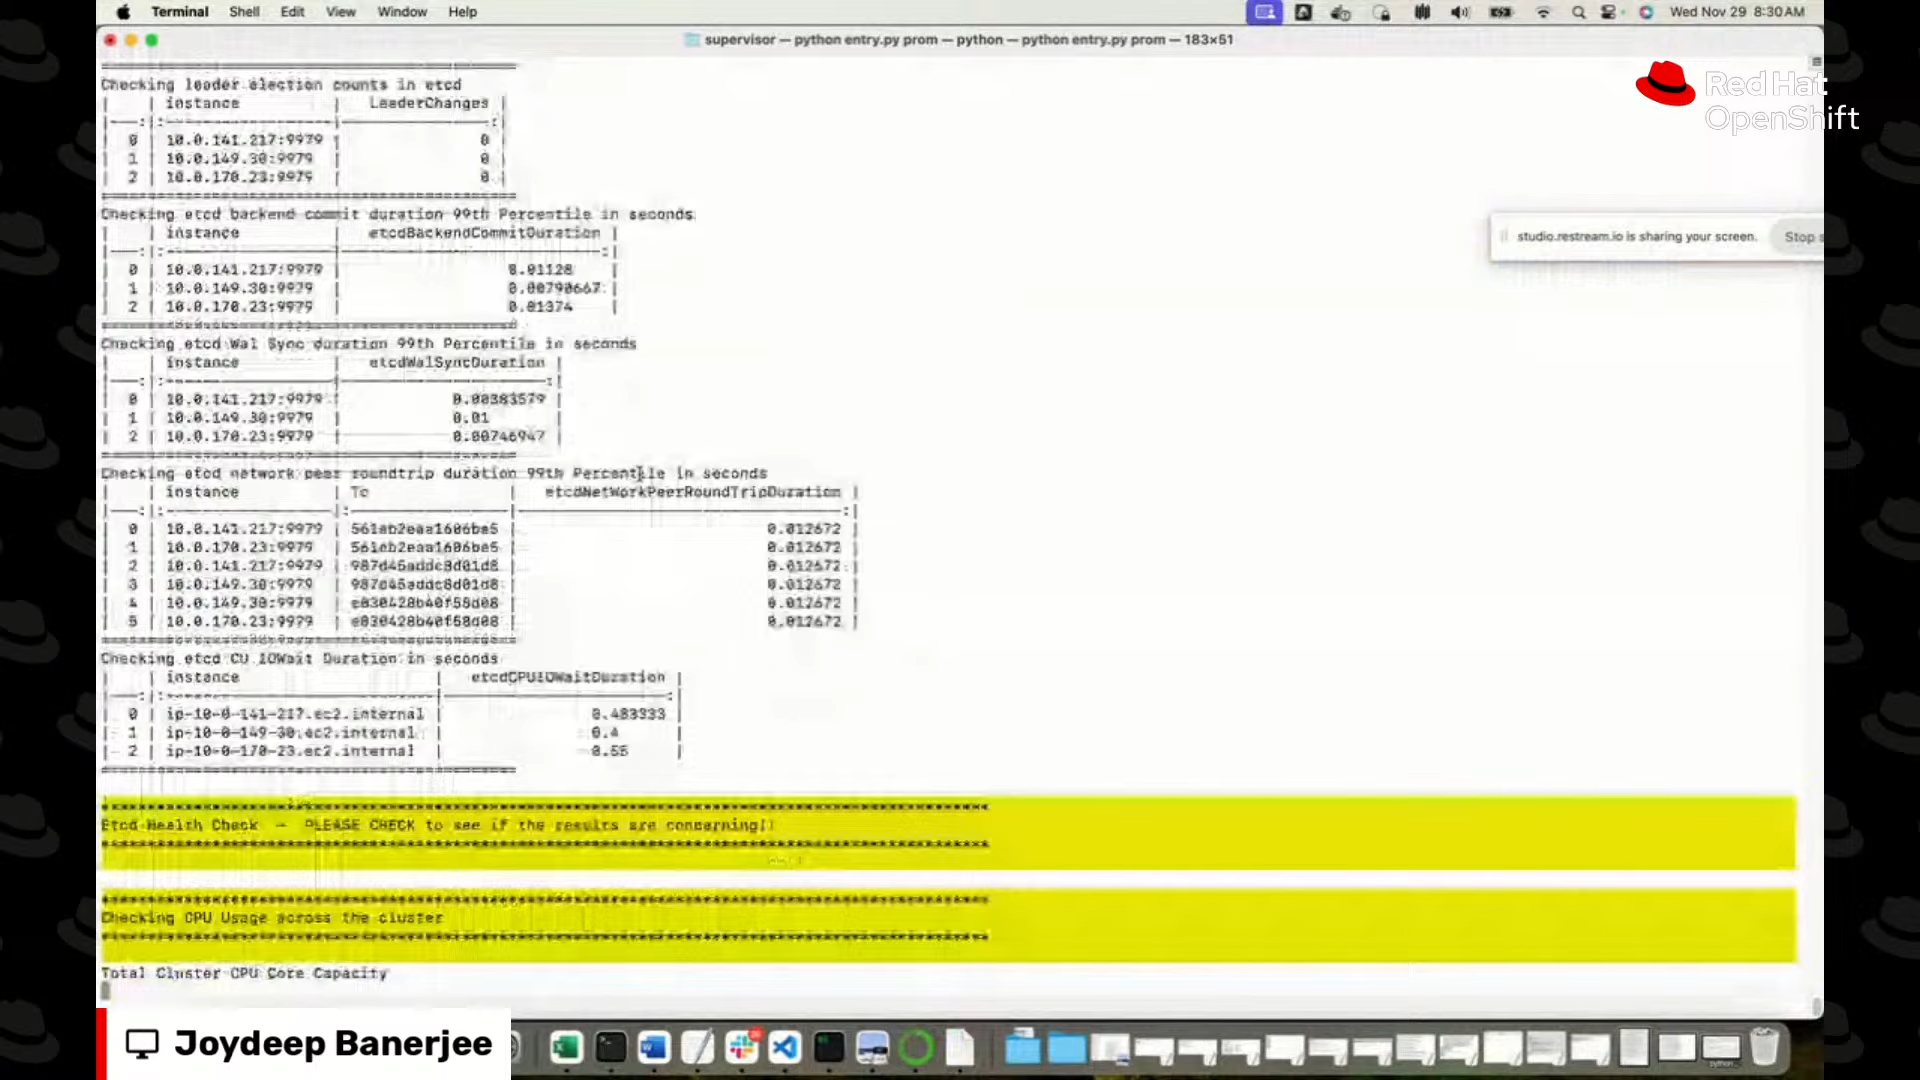 Terminal Shell Edit View Window Help Wed Nov 29 8:30 AM
supervisor — python entry.py prom — python — python entry.py prom — 183×51
Red Hat
OpenShift
studio.restream.io is sharing your screen. Stop s
Checking leader election counts in etcd
| | instance | LeaderChanges |
| 0 | 10.0.141.217:9979 | 0 |
| 1 | 10.0.149.30:9979 | 0 |
| 2 | 10.0.170.23:9979 | 0 |
Checking etcd backend commit duration 99th Percentile in seconds
| | instance | etcdBackendCommitDuration |
| 0 | 10.0.141.217:9979 | 0.01128 |
| 1 | 10.0.149.30:9979 | 0.00790667 |
| 2 | 10.0.170.23:9979 | 0.01374 |
Checking etcd Wal Sync duration 99th Percentile in seconds
| | instance | etcdWalSyncDuration |
| 0 | 10.0.141.217:9979 | 0.00383579 |
| 1 | 10.0.149.30:9979 | 0.01 |
| 2 | 10.0.170.23:9979 | 0.00746947 |
Checking etcd network peer roundtrip duration 99th Percentile in seconds
| | instance | To | etcdNetWorkPeerRoundTripDuration |
| 0 | 10.0.141.217:9979 | 0.012672 |
| 1 | 10.0.170.23:9979 | 0.012672 |
| 2 | 10.0.141.217:9979 | 0.012672 |
| 3 | 10.0.149.30:9979 | 0.012672 |
| 4 | 10.0.149.30:9979 | 0.012672 |
| 5 | 10.0.170.23:9979 | 0.012672 |
Checking etcd CU IOWait Duration in seconds
| | instance | etcdCPUIOWaitDuration |
| 0 | ip-10-0-141-217.ec2.internal | 0.483333 |
| 1 | ip-10-0-149-30.ec2.internal | 0.4 |
| 2 | ip-10-0-170-23.ec2.internal | 0.55 |
Etcd Health Check - PLEASE CHECK to see if the results are concerning!!
Checking CPU Usage across the cluster
Total Cluster CPU Core Capacity
Joydeep Banerjee